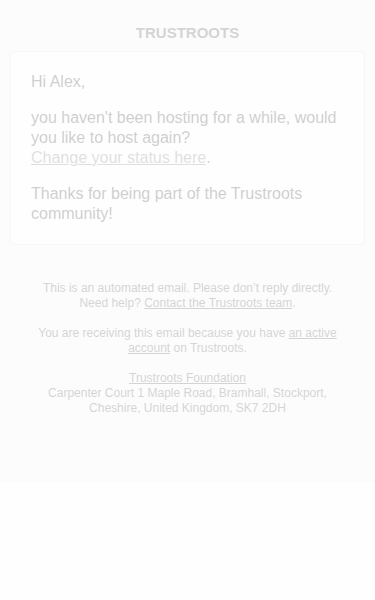 TRUSTROOTS
Hi Alex,
you haven't been hosting for a while, would
you like to host again?
Change your status here.
Thanks for being part of the Trustroots
community!
This is an automated email. Please don't reply directly.
Need help? Contact the Trustroots team.
You are receiving this email because you have an active
account on Trustroots.
Trustroots Foundation
Carpenter Court 1 Maple Road, Bramhall, Stockport,
Cheshire, United Kingdom, SK7 2DH